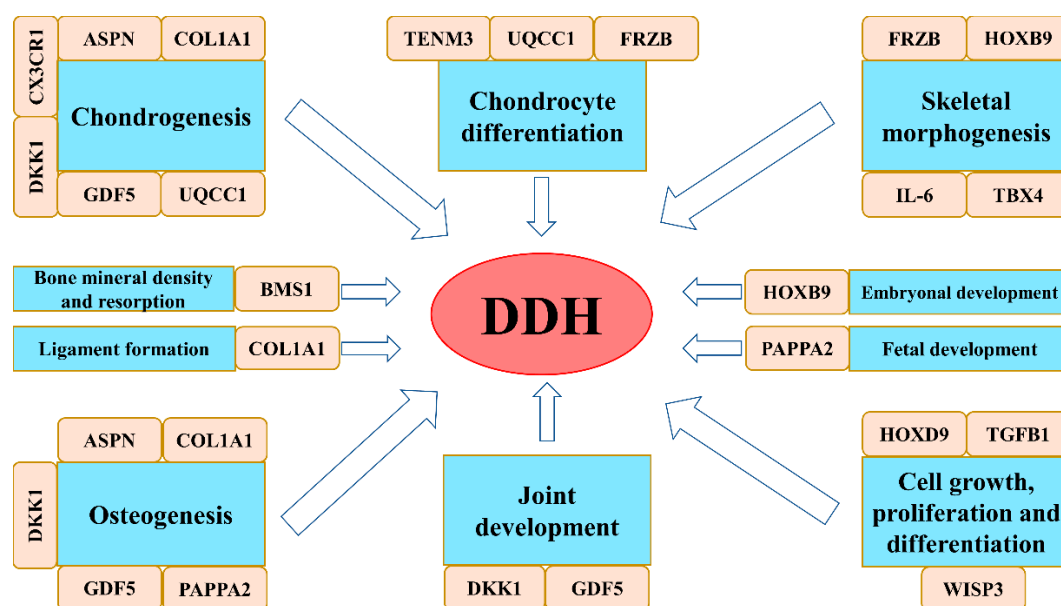 CX3CR1
DKK1
ASPN
COL1A1
Chondrogenesis
GDF5
UQCC1
TENM3
UQCC1
FRZB
Chondrocyte
differentiation
FRZB
HOXB9
Skeletal
morphogenesis
IL-6
TBX4
Bone mineral density
and resorption
BMS1
Ligament formation
COL1A1
DDH
HOXB9
Embryonal development
PAPPA2
Fetal development
ASPN
COL1A1
DKK1
Osteogenesis
GDF5
PAPPA2
Joint
development
DKK1
GDF5
HOXD9
TGFB1
Cell growth,
proliferation and
differentiation
WISP3